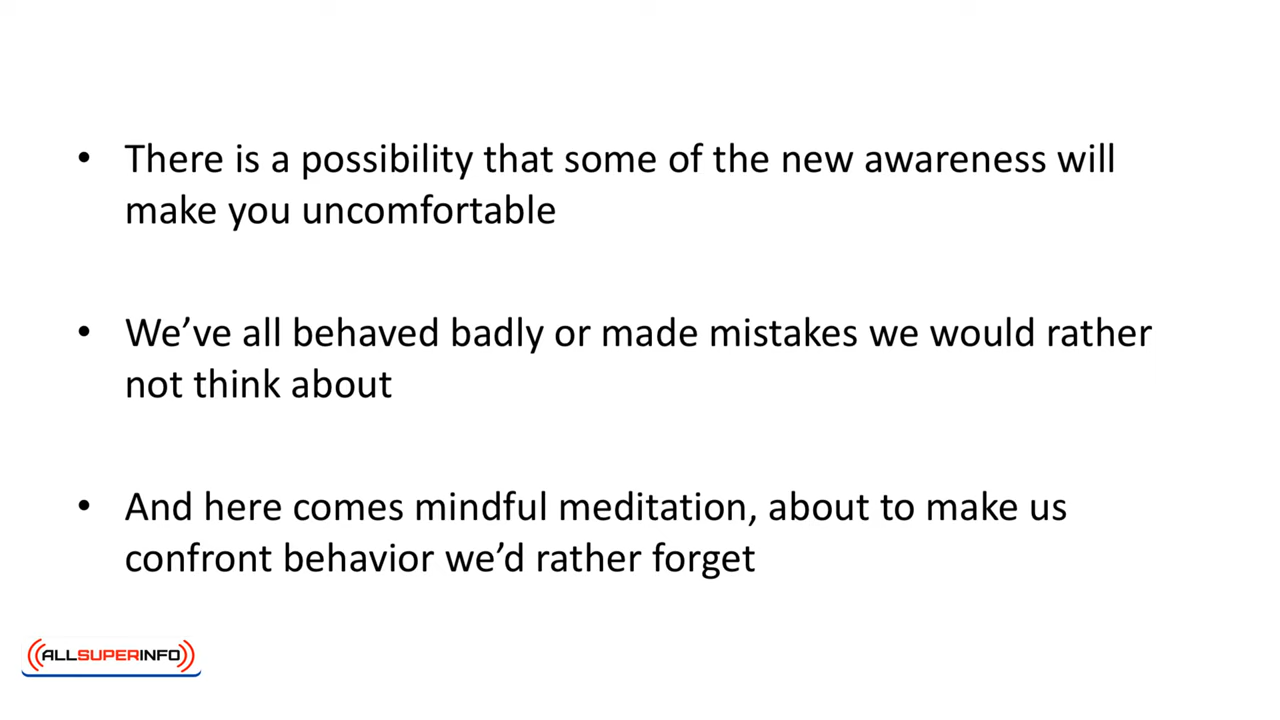 • There is a possibility that some of the new awareness will
make you uncomfortable
• We’ve all behaved badly or made mistakes we would rather
not think about
• And here comes mindful meditation, about to make us
confront behavior we’d rather forget
((ALLSUPERINFO))